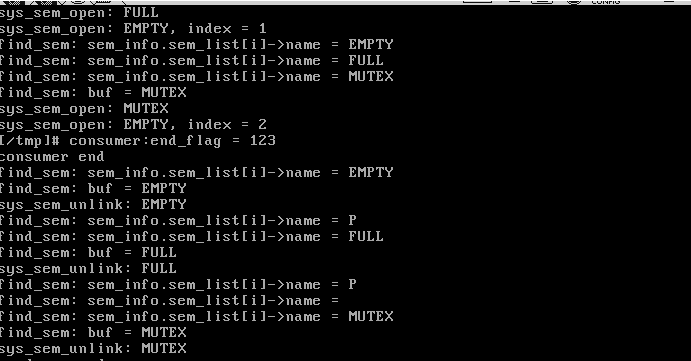 CONFIG
sys_sem_open: FULL
sys_sem_open: EMPTY, index = 1
find_sem: sem_info.sem_list[i]->name = EMPTY
find_sem: sem_info.sem_list[i]->name = FULL
find_sem: sem_info.sem_list[i]->name = MUTEX
find_sem: buf = MUTEX
sys_sem_open: MUTEX
sys_sem_open: EMPTY, index = 2
[/tmp]# consumer:end_flag = 123
consumer end
find_sem: sem_info.sem_list[i]->name = EMPTY
find_sem: buf = EMPTY
sys_sem_unlink: EMPTY
find_sem: sem_info.sem_list[i]->name = P
find_sem: sem_info.sem_list[i]->name = FULL
find_sem: buf = FULL
sys_sem_unlink: FULL
find_sem: sem_info.sem_list[i]->name = P
find_sem: sem_info.sem_list[i]->name =
find_sem: sem_info.sem_list[i]->name = MUTEX
find_sem: buf = MUTEX
sys_sem_unlink: MUTEX